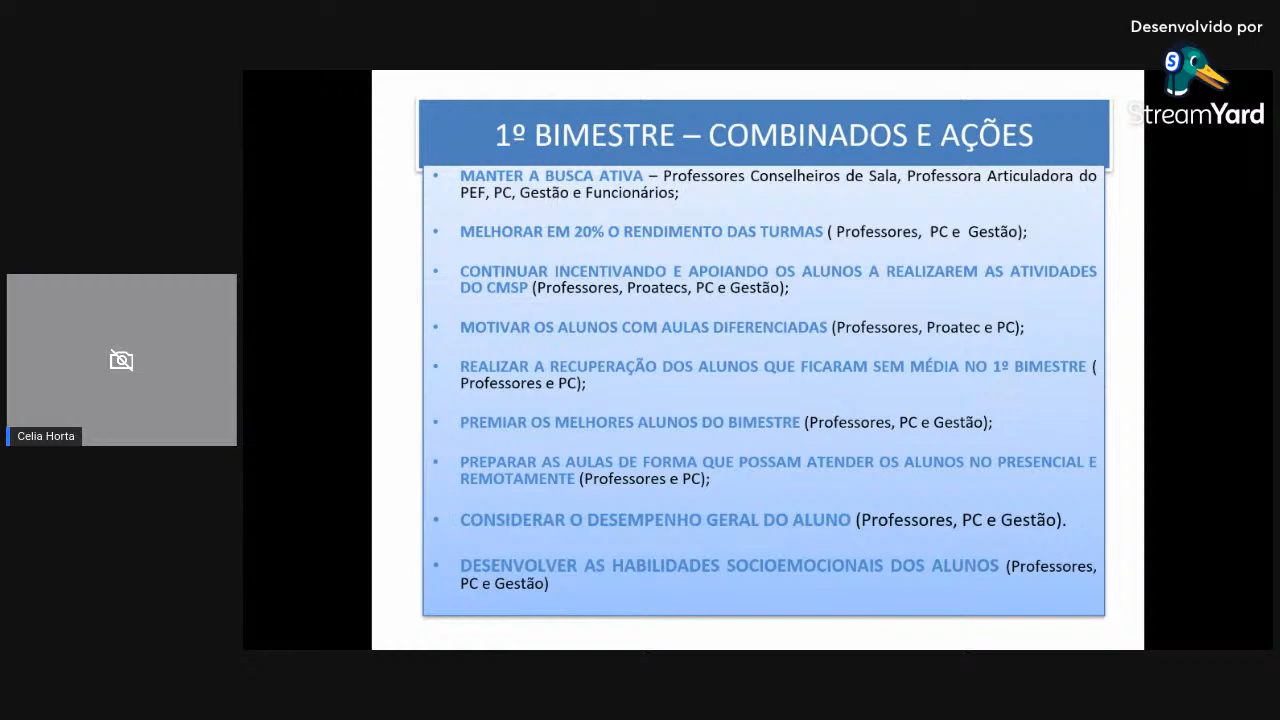 Desenvolvido por
StreamYard
1º BIMESTRE – COMBINADOS E AÇÕES
• MANTER A BUSCA ATIVA – Professores Conselheiros de Sala, Professora Articuladora do
PEF, PC, Gestão e Funcionários;
• MELHORAR EM 20% O RENDIMENTO DAS TURMAS ( Professores, PC e Gestão);
• CONTINUAR INCENTIVANDO E APOIANDO OS ALUNOS A REALIZAREM AS ATIVIDADES
DO CMSP (Professores, Proatecs, PC e Gestão);
• MOTIVAR OS ALUNOS COM AULAS DIFERENCIADAS (Professores, Proatec e PC);
• REALIZAR A RECUPERAÇÃO DOS ALUNOS QUE FICARAM SEM MÉDIA NO 1º BIMESTRE (
Professores e PC);
• PREMIAR OS MELHORES ALUNOS DO BIMESTRE (Professores, PC e Gestão);
• PREPARAR AS AULAS DE FORMA QUE POSSAM ATENDER OS ALUNOS NO PRESENCIAL E
REMOTAMENTE (Professores e PC);
• CONSIDERAR O DESEMPENHO GERAL DO ALUNO (Professores, PC e Gestão).
• DESENVOLVER AS HABILIDADES SOCIOEMOCIONAIS DOS ALUNOS (Professores,
PC e Gestão)
Celia Horta